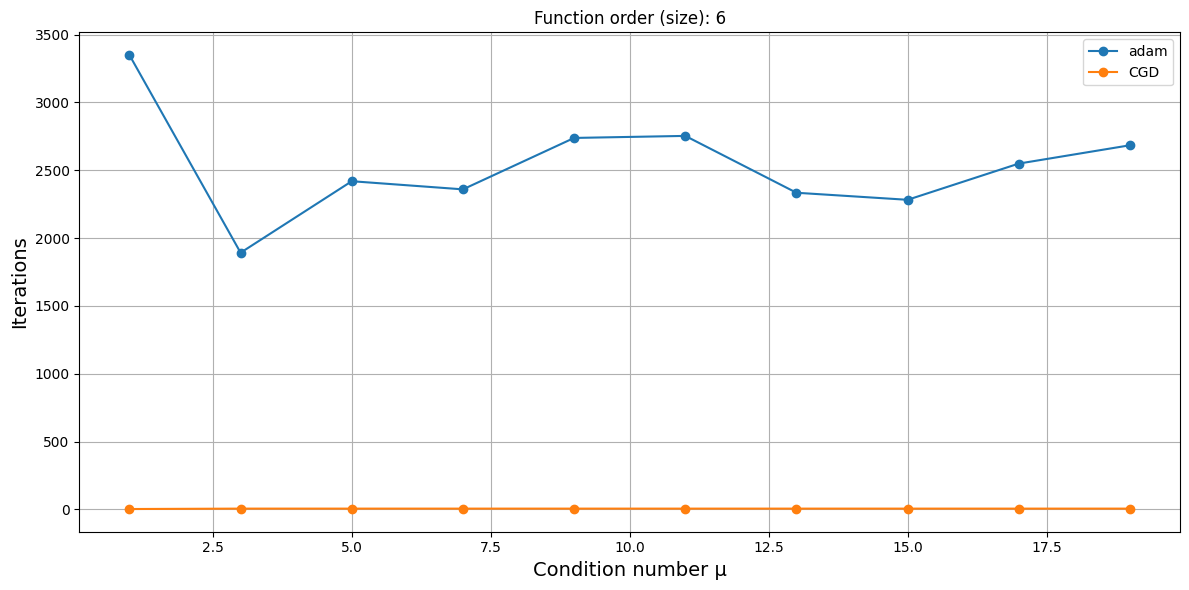 Function order (size): 6
adam
CGD
Iterations
3500
3000
2500
2000
1500
1000
500
0
2.5 5.0 7.5 10.0 12.5 15.0 17.5
Condition number μ